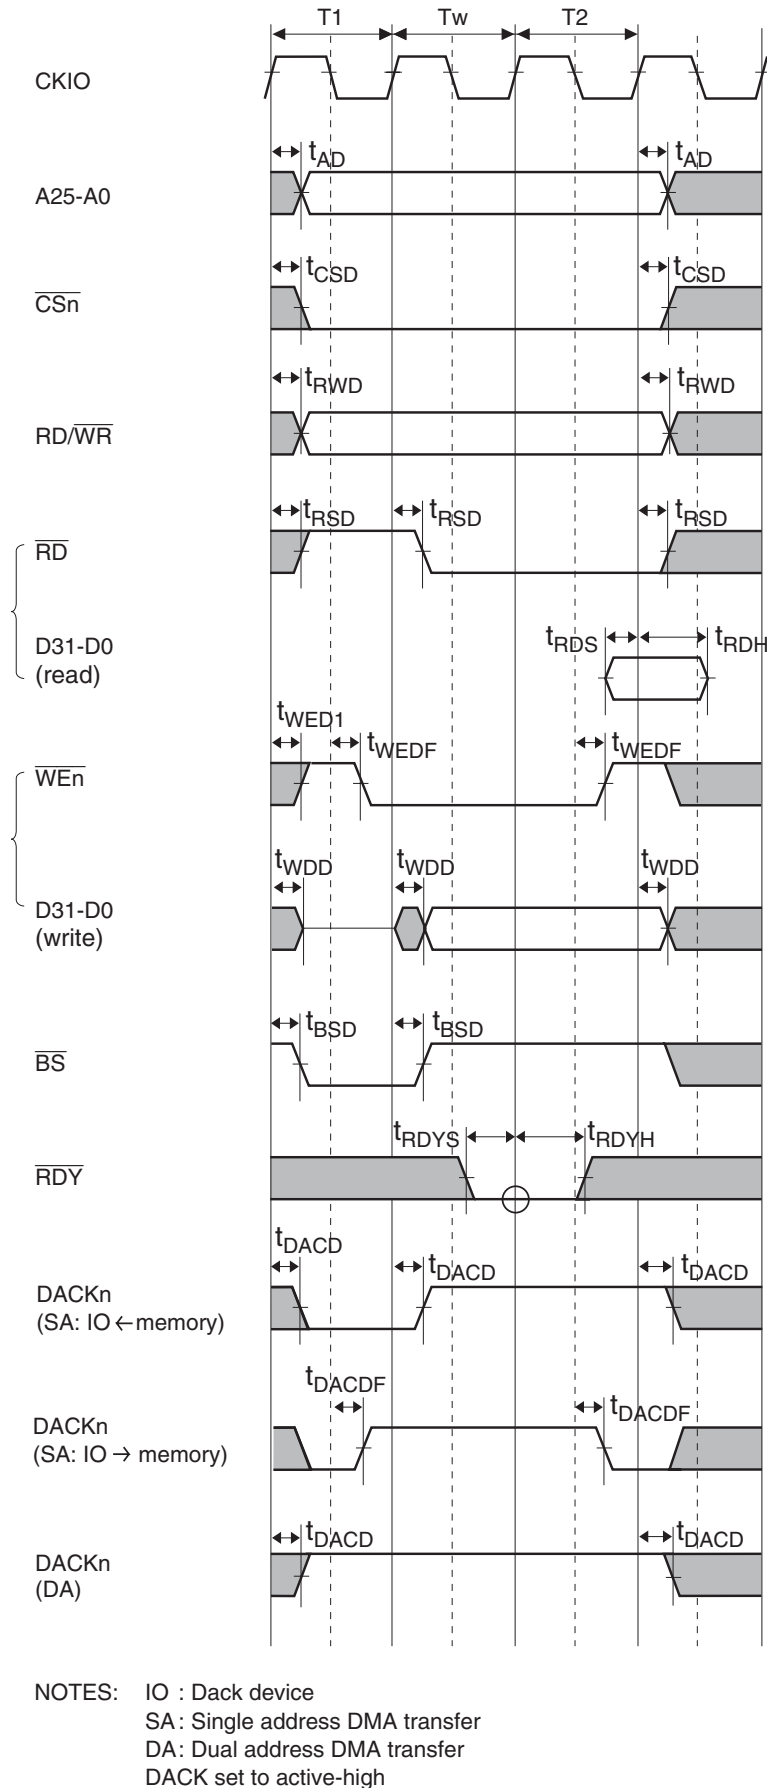 T1 Tw T2
CKIO
tAD tAD
A25-A0
tCSD tCSD
CSn
tRWD tRWD
RD/WR
tRSD tRSD tRSD
RD
tRDS tRDH
D31-D0
(read)
tWED1
tWEDF tWEDF
WEn
tWDD tWDD tWDD
D31-D0
(write)
tBSD tBSD
BS
tRDYS tRDYH
RDY
tDACD tDACD tDACD
DACKn
(SA: IO ← memory)
tDACDF tDACDF
DACKn
(SA: IO → memory)
tDACD tDACD
DACKn
(DA)
NOTES: IO : Dack device
SA : Single address DMA transfer
DA : Dual address DMA transfer
DACK set to active-high